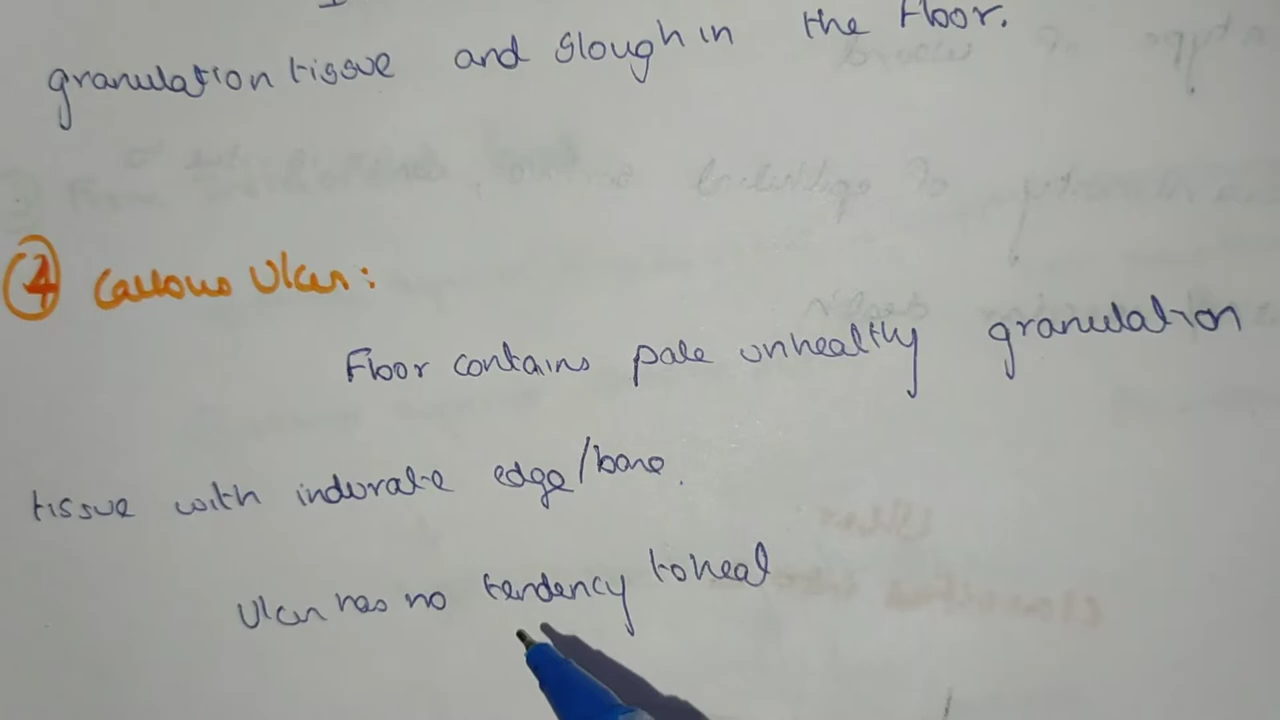 granulation tissue and slough in the floor.
4 Callous Ulcer:
Floor contains pale unhealthy granulation
tissue with indurate edge/base.
Ulcer has no tendency to heal